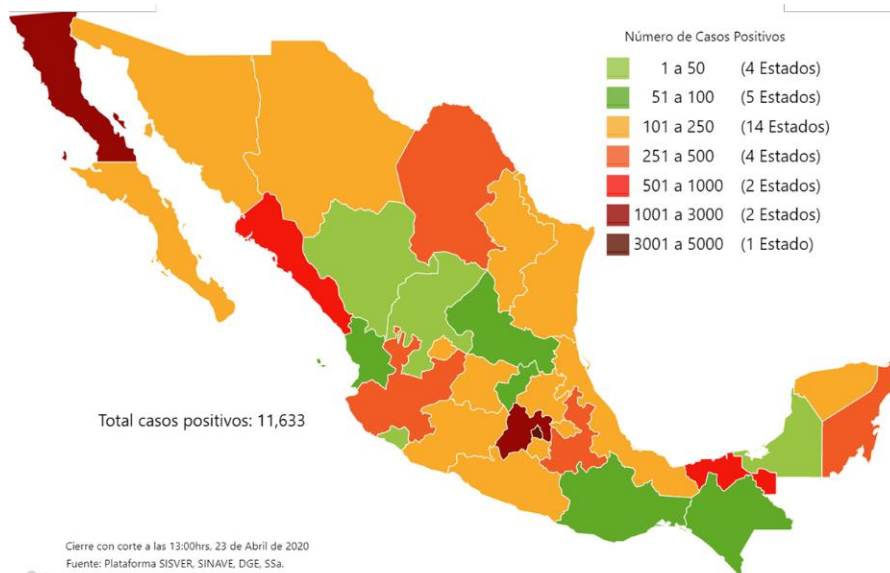 Número de Casos Positivos
1 a 50 (4 Estados)
51 a 100 (5 Estados)
101 a 250 (14 Estados)
251 a 500 (4 Estados)
501 a 1000 (2 Estados)
1001 a 3000 (2 Estados)
3001 a 5000 (1 Estado)
Total casos positivos: 11,633
Cierre con corte a las 13:00hrs, 23 de Abril de 2020
Fuente: Plataforma SISVER, SINAVE, DGE, SSa.